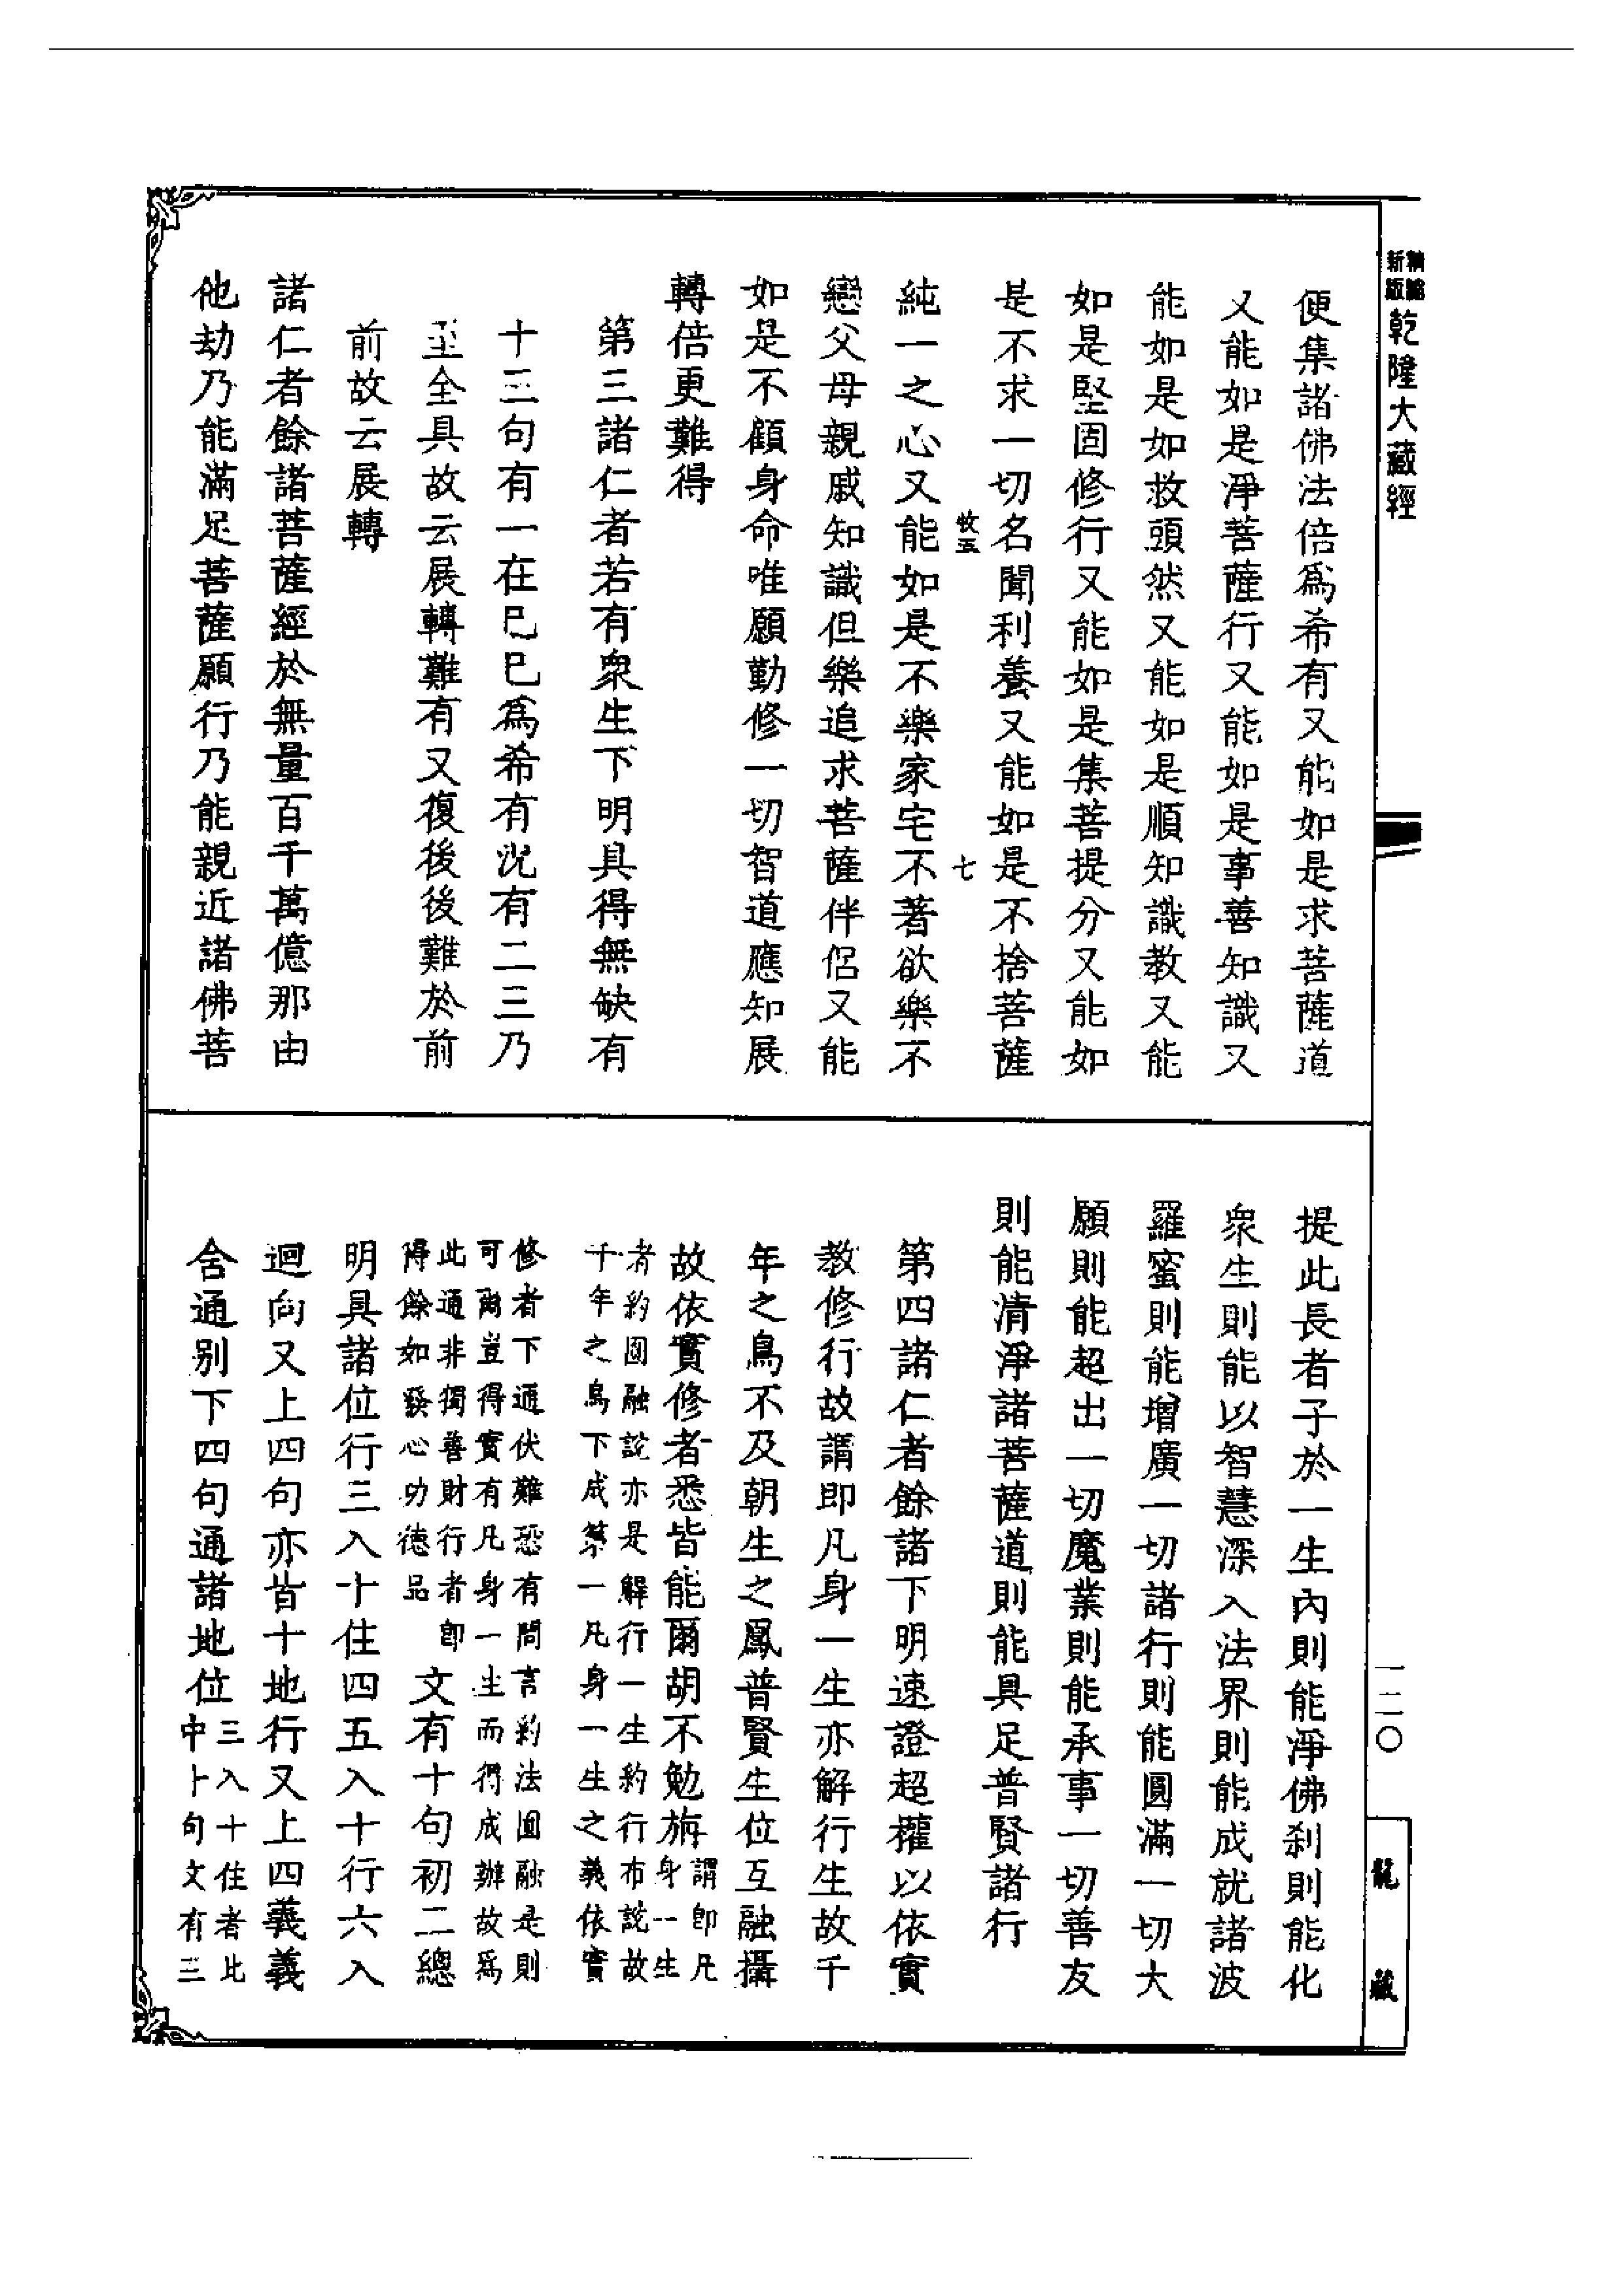 精縮
新版
乾隆大藏經
便集諸佛法倍爲希有又能如是求菩薩道
又能如是淨菩薩行又能如是事善知識又
能如是如救頭然又能如是順知識教又能
如是堅固修行又能如是集菩提分又能如
是不求一切名聞利養又能如是不捨菩薩
攸五
七
純一之心又能如是不樂家宅不著欲樂不
戀父母親戚知識但樂追求菩薩伴侶又能
如是不顧身命唯願勤修一切智道應知展
轉倍更難得
第三諸仁者若有衆生下明具得無缺有
十三句有一在已已爲希有況有二三乃
至全具故云展轉難有又復後後難於前
前故云展轉
諸仁者餘諸菩薩經於無量百千萬億那由
他劫乃能滿足菩薩願行乃能親近諸佛菩
提此長者子於一生內則能淨佛刹則能化
衆生則能以智慧深入法界則能成就諸波
羅蜜則能增廣一切諸行則能圓滿一切大
願則能超出一切魔業則能承事一切善友
則能清淨諸菩薩道則能具足普賢諸行
第四諸仁者餘諸下明速證超權以依實
教修行故謂即凡身一生亦解行生故千
年之鳥不及朝生之鳳普賢生位互融攝
故依實修者悉皆能爾胡不勉旃
謂即凡
身一生
者約圓融說亦是解行一生約行布說故
千年之鳥下成第一凡身一生之義依實
修者下通伏難恐有問言約法圓融是則
可爾豈得實有凡身一生而得成辦故爲
此通非獨善財行者即
得餘如發心功德品
文有十句初二總
明具諸位行三入十住四五入十行六入
迴向又上四句亦皆十地行又上四義義
含通別下四句通諸地位
三入十住者此
中十句文有三
一二〇
龍藏